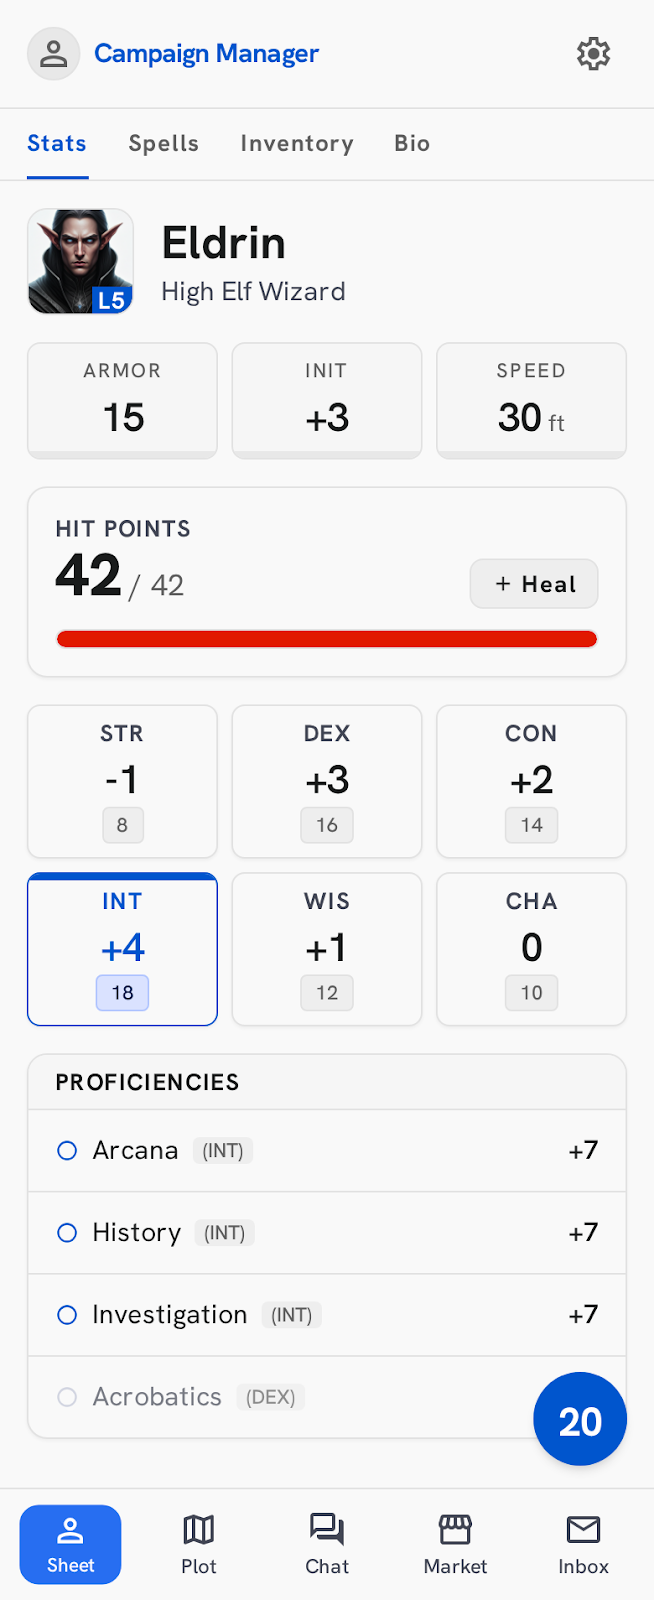 Campaign Manager
Stats Spells Inventory Bio
L5
Eldrin
High Elf Wizard
ARMOR INIT SPEED
15 +3 30 ft
HIT POINTS
42 / 42
+ Heal
STR DEX CON
-1 +3 +2
8 16 14
INT WIS CHA
+4 +1 0
18 12 10
PROFICIENCIES
Arcana (INT) +7
History (INT) +7
Investigation (INT) +7
Acrobatics (DEX)
20
Sheet Plot Chat Market Inbox